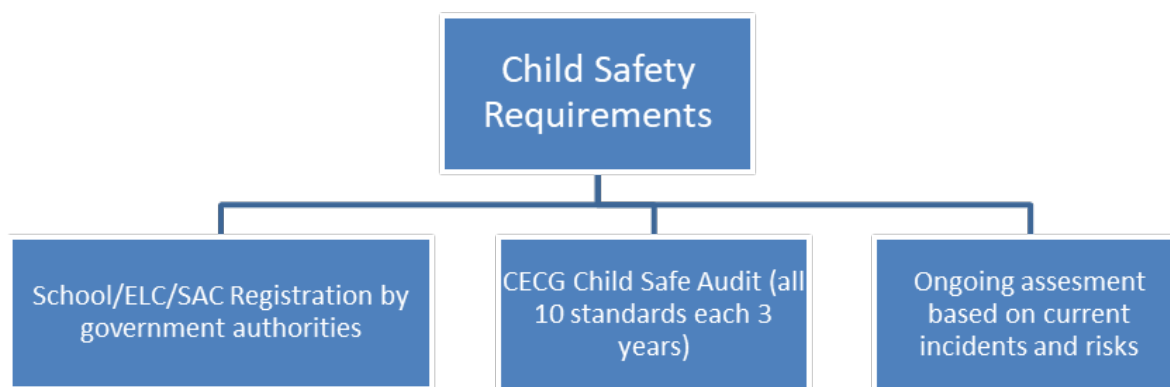 Child Safety
Requirements
School/ELC/SAC Registration by
government authorities
CECG Child Safe Audit (all
10 standards each 3
years)
Ongoing assesment
based on current
incidents and risks